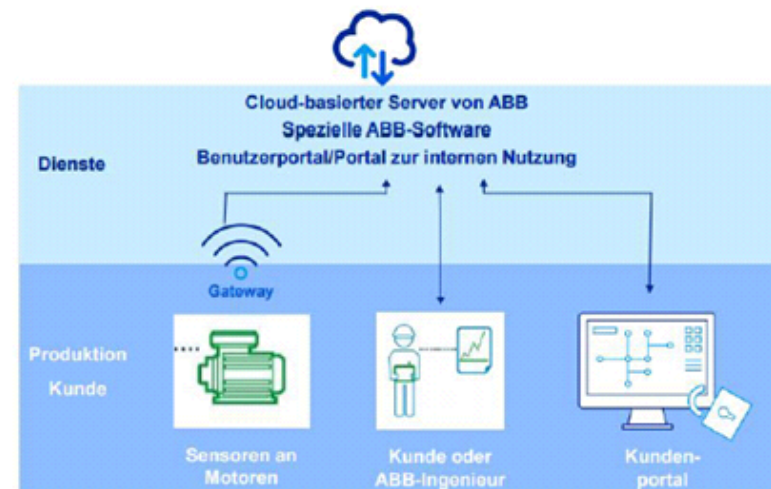 Cloud-basierter Server von ABB
Spezielle ABB-Software
Benutzerportal/Portal zur internen Nutzung
Dienste
Gateway
Produktion
Kunde
Sensoren an
Motoren
Kunde oder
ABB-Ingenieur
Kunden-
portal